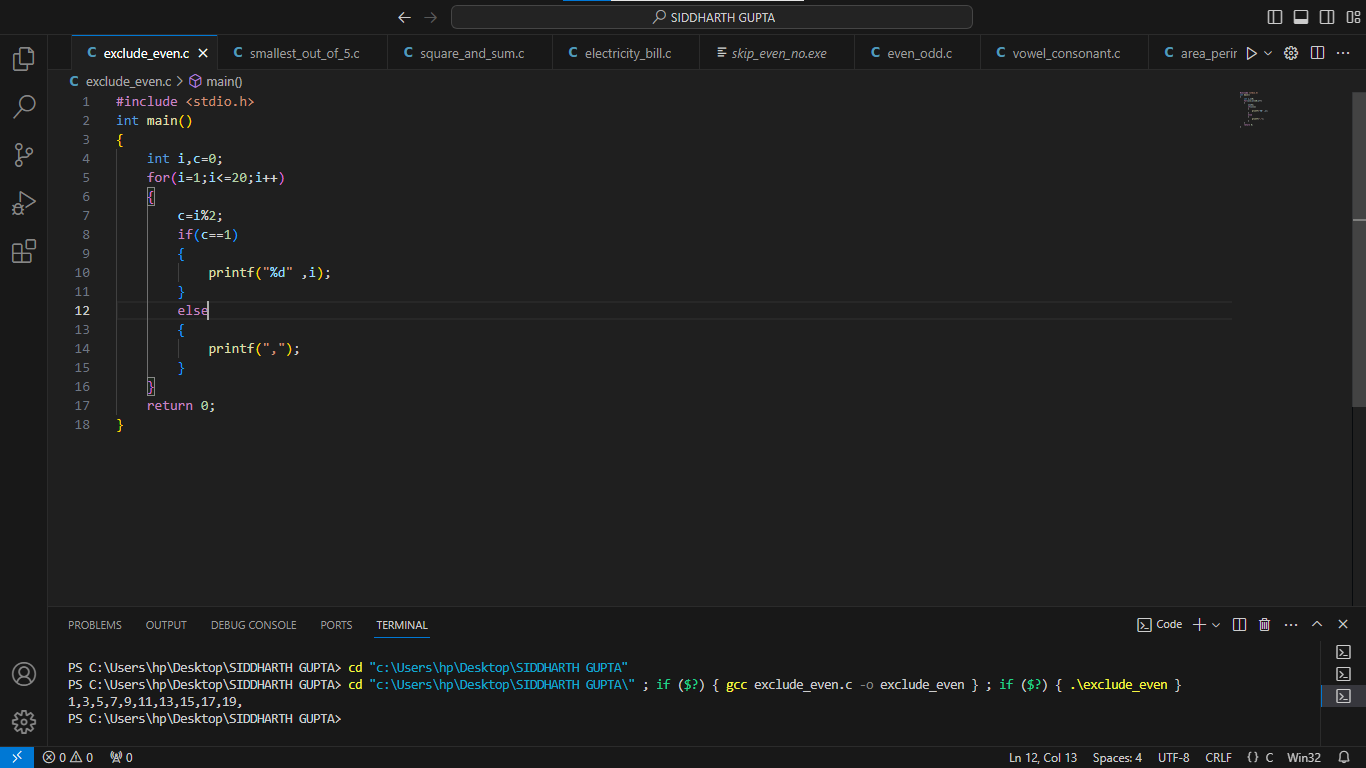 SIDDHARTH GUPTA
C exclude_even.c
C smallest_out_of_5.c
C square_and_sum.c
C electricity_bill.c
skip_even_no.exe
C even_odd.c
C vowel_consonant.c
C area_perir
C exclude_even.c > main()
1 #include <stdio.h>
2 int main()
3 {
4     int i,c=0;
5     for(i=1;i<=20;i++)
6     {
7         c=i%2;
8         if(c==1)
9         {
10             printf("%d" ,i);
11         }
12         else
13         {
14             printf(",");
15         }
16     }
17     return 0;
18 }
PROBLEMS OUTPUT DEBUG CONSOLE PORTS TERMINAL Code
PS C:\Users\hp\Desktop\SIDDHARTH GUPTA> cd "c:\Users\hp\Desktop\SIDDHARTH GUPTA"
PS C:\Users\hp\Desktop\SIDDHARTH GUPTA> cd "c:\Users\hp\Desktop\SIDDHARTH GUPTA\" ; if ($?) { gcc exclude_even.c -o exclude_even } ; if ($?) { .\exclude_even }
1,3,5,7,9,11,13,15,17,19,
PS C:\Users\hp\Desktop\SIDDHARTH GUPTA>
0 0 0 Ln 12, Col 13 Spaces: 4 UTF-8 CRLF {} C Win32